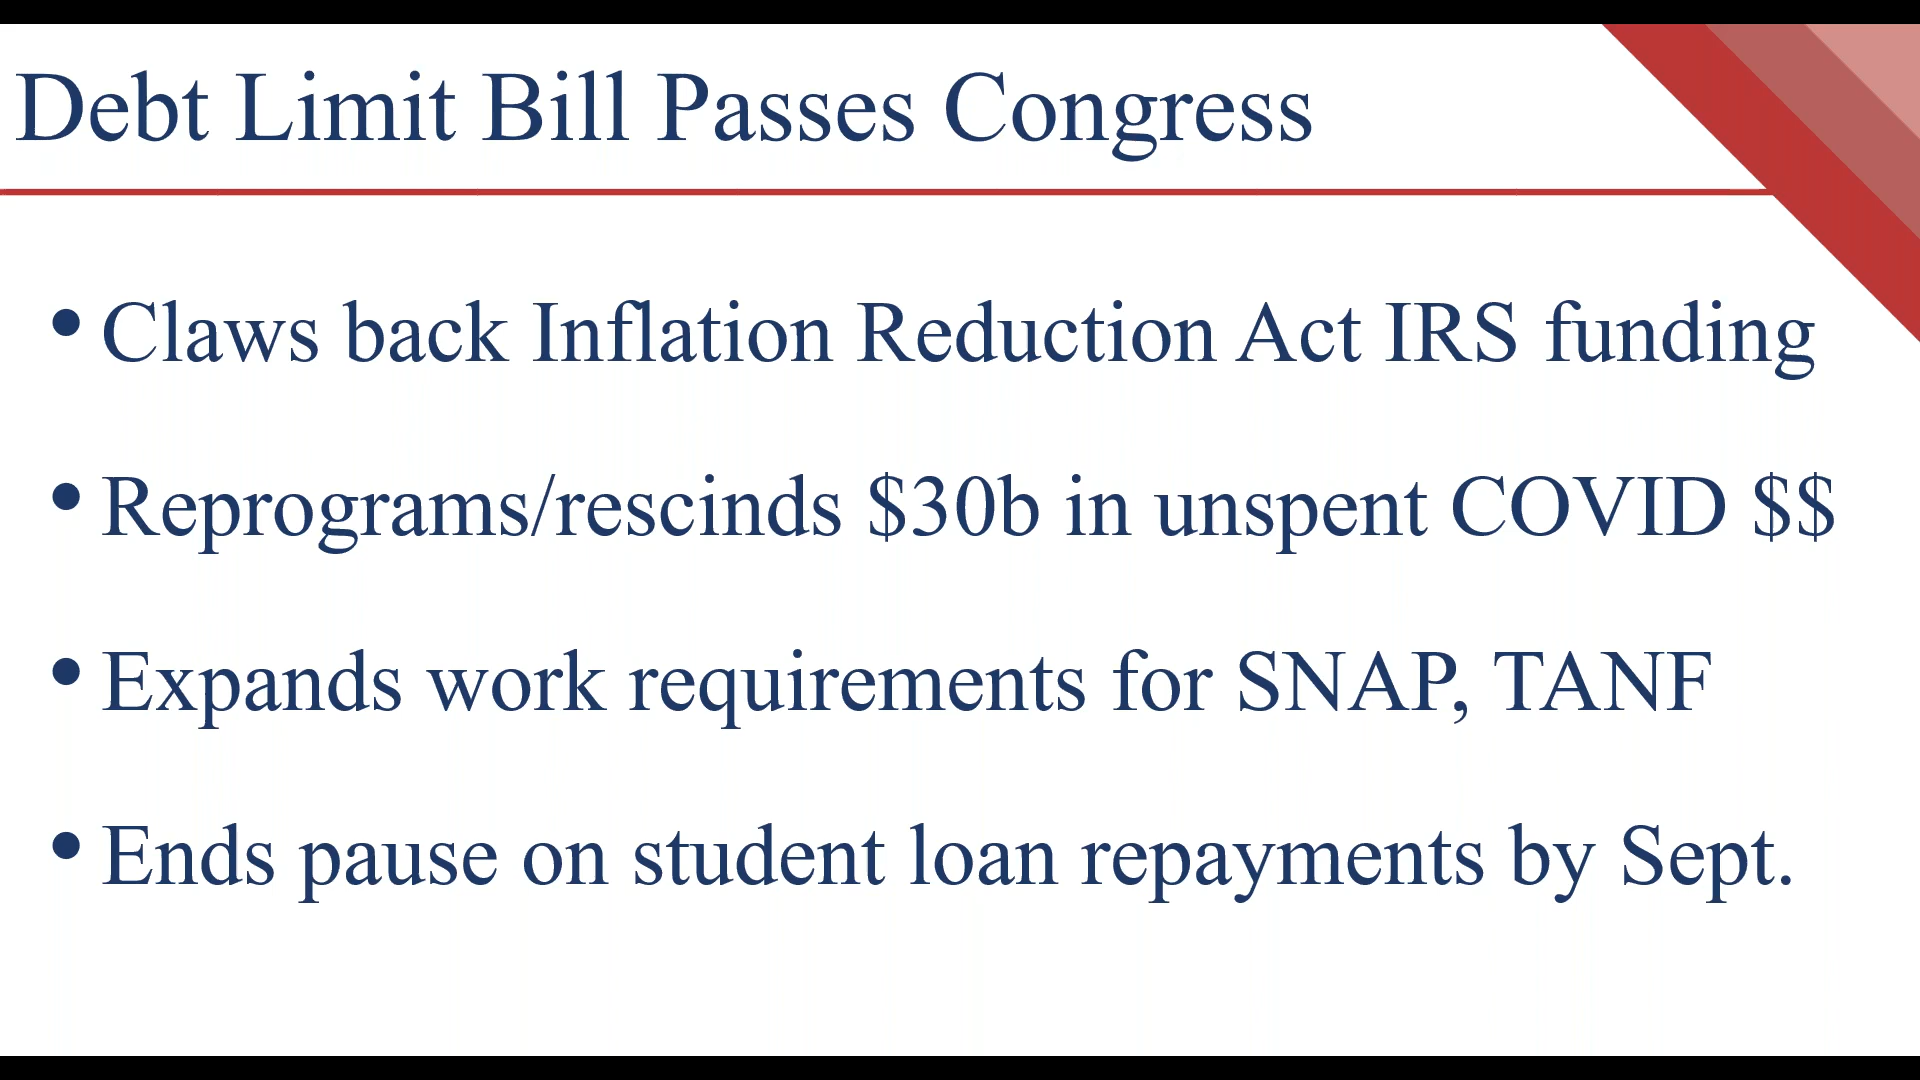 Debt Limit Bill Passes Congress
• Claws back Inflation Reduction Act IRS funding
• Reprograms/rescinds $30b in unspent COVID $$
• Expands work requirements for SNAP, TANF
• Ends pause on student loan repayments by Sept.